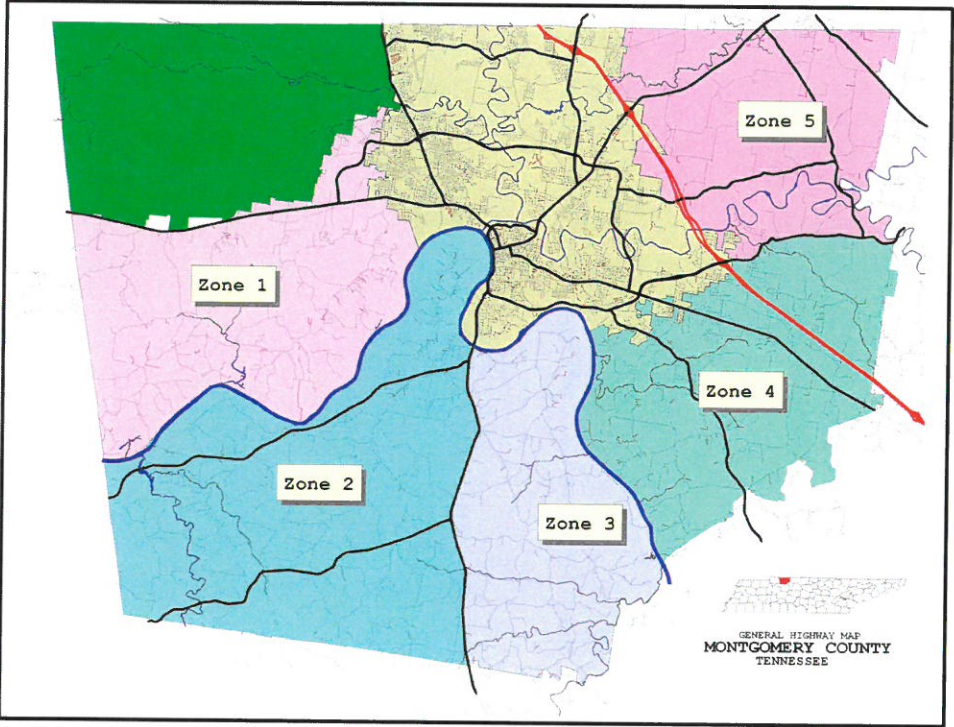 Zone 5
Zone 1
Zone 4
Zone 2
Zone 3
GENERAL HIGHWAY MAP
MONTGOMERY COUNTY
TENNESSEE